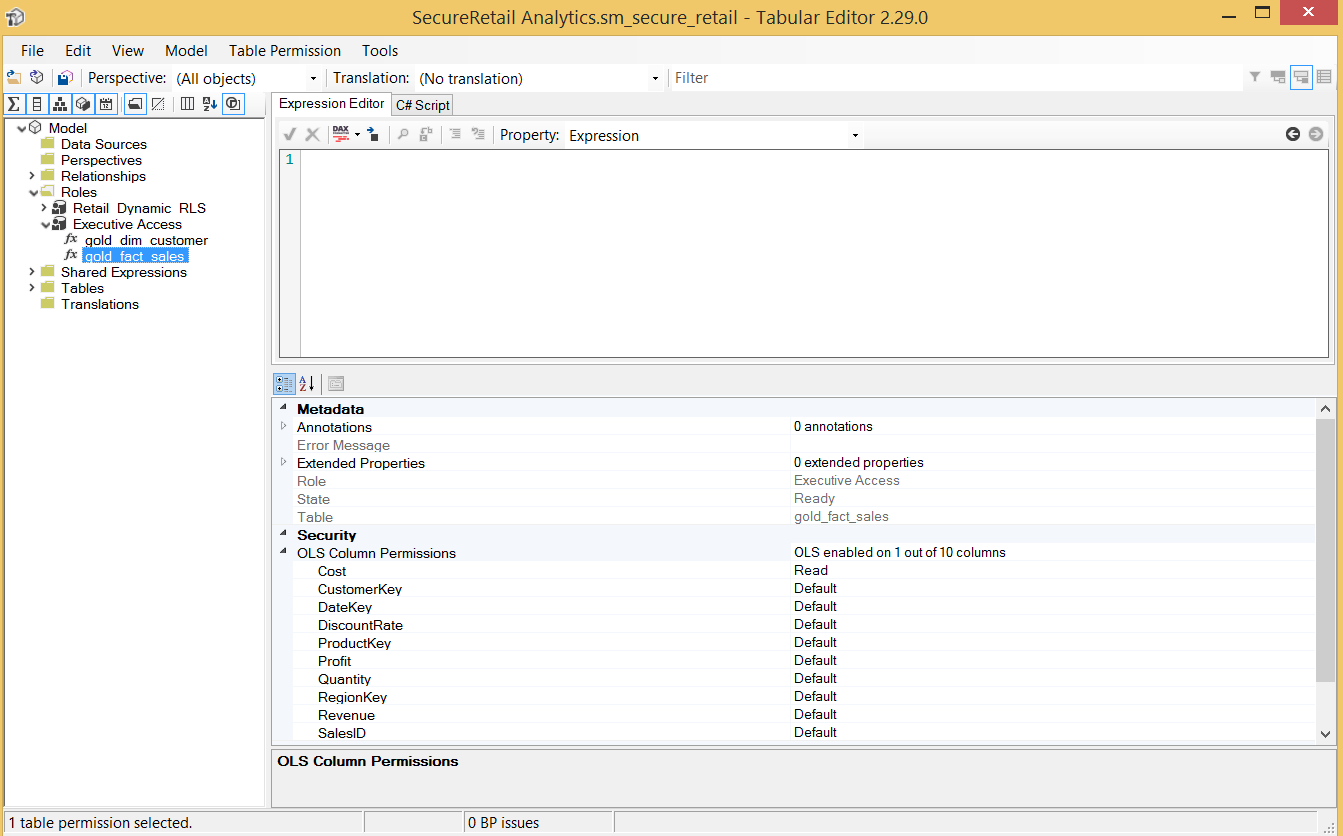 SecureRetail Analytics.sm_secure_retail - Tabular Editor 2.29.0
File Edit View Model Table Permission Tools
Perspective: (All objects) Translation: (No translation) Filter
Expression Editor C# Script
DAX Property: Expression
1
Model
Data Sources
Perspectives
Relationships
Roles
Retail_Dynamic_RLS
Executive Access
gold_dim_customer
gold_fact_sales
Shared Expressions
Tables
Translations
Metadata
Annotations 0 annotations
Error Message
Extended Properties 0 extended properties
Role Executive Access
State Ready
Table gold_fact_sales
Security
OLS Column Permissions OLS enabled on 1 out of 10 columns
Cost Read
CustomerKey Default
DateKey Default
DiscountRate Default
ProductKey Default
Profit Default
Quantity Default
RegionKey Default
Revenue Default
SalesID Default
OLS Column Permissions
1 table permission selected. 0 BP issues